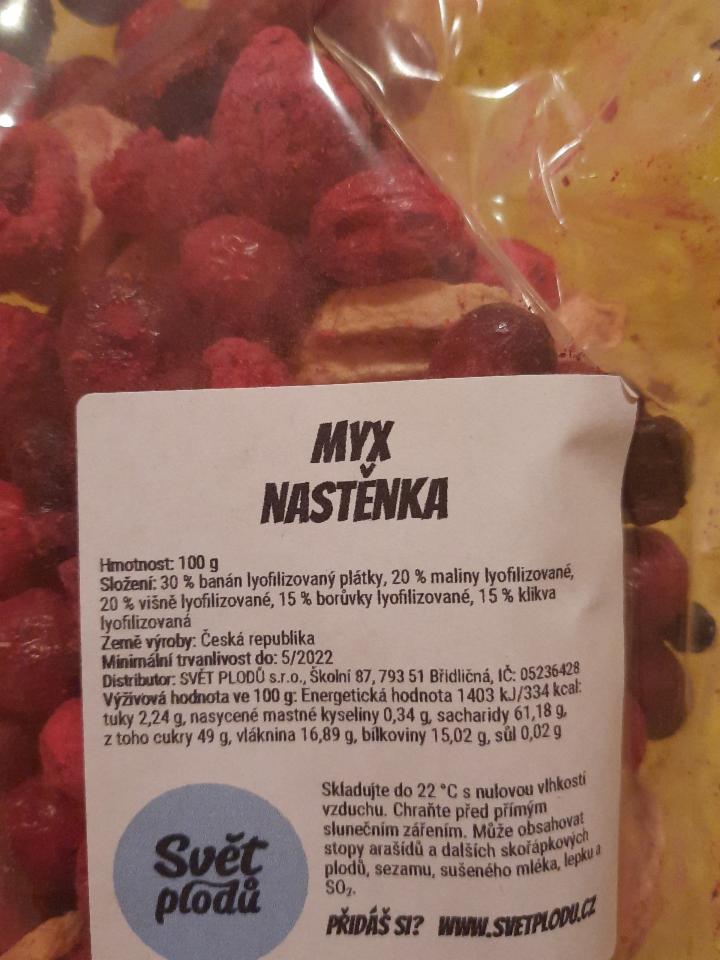 MYX
NASTĚNKA
Hmotnost: 100 g
Složení: 30 % banán lyofilizovaný plátky, 20 % maliny lyofilizované,
20 % višně lyofilizované, 15 % borůvky lyofilizované, 15 % klikva
lyofilizovaná
Země výroby: Česká republika
Minimální trvanlivost do: 5/2022
Distributor: SVĚT PLODŮ s.r.o., Školní 87, 793 51 Břidličná, IČ: 05236428
Výživová hodnota ve 100 g: Energetická hodnota 1403 kJ/334 kcal:
tuky 2,24 g, nasycené mastné kyseliny 0,34 g, sacharidy 61,18 g,
z toho cukry 49 g, vláknina 16,89 g, bílkoviny 15,02 g, sůl 0,02 g
Skladujte do 22 °C s nulovou vlhkostí
vzduchu. Chraňte před přímým
slunečním zářením. Může obsahovat
stopy arašídů a dalších skořápkových
plodů, sezamu, sušeného mléka, lepku a
SO₂.
PŘIDÁŠ SI? WWW.SVETPLODU.CZ
Svět
plodů